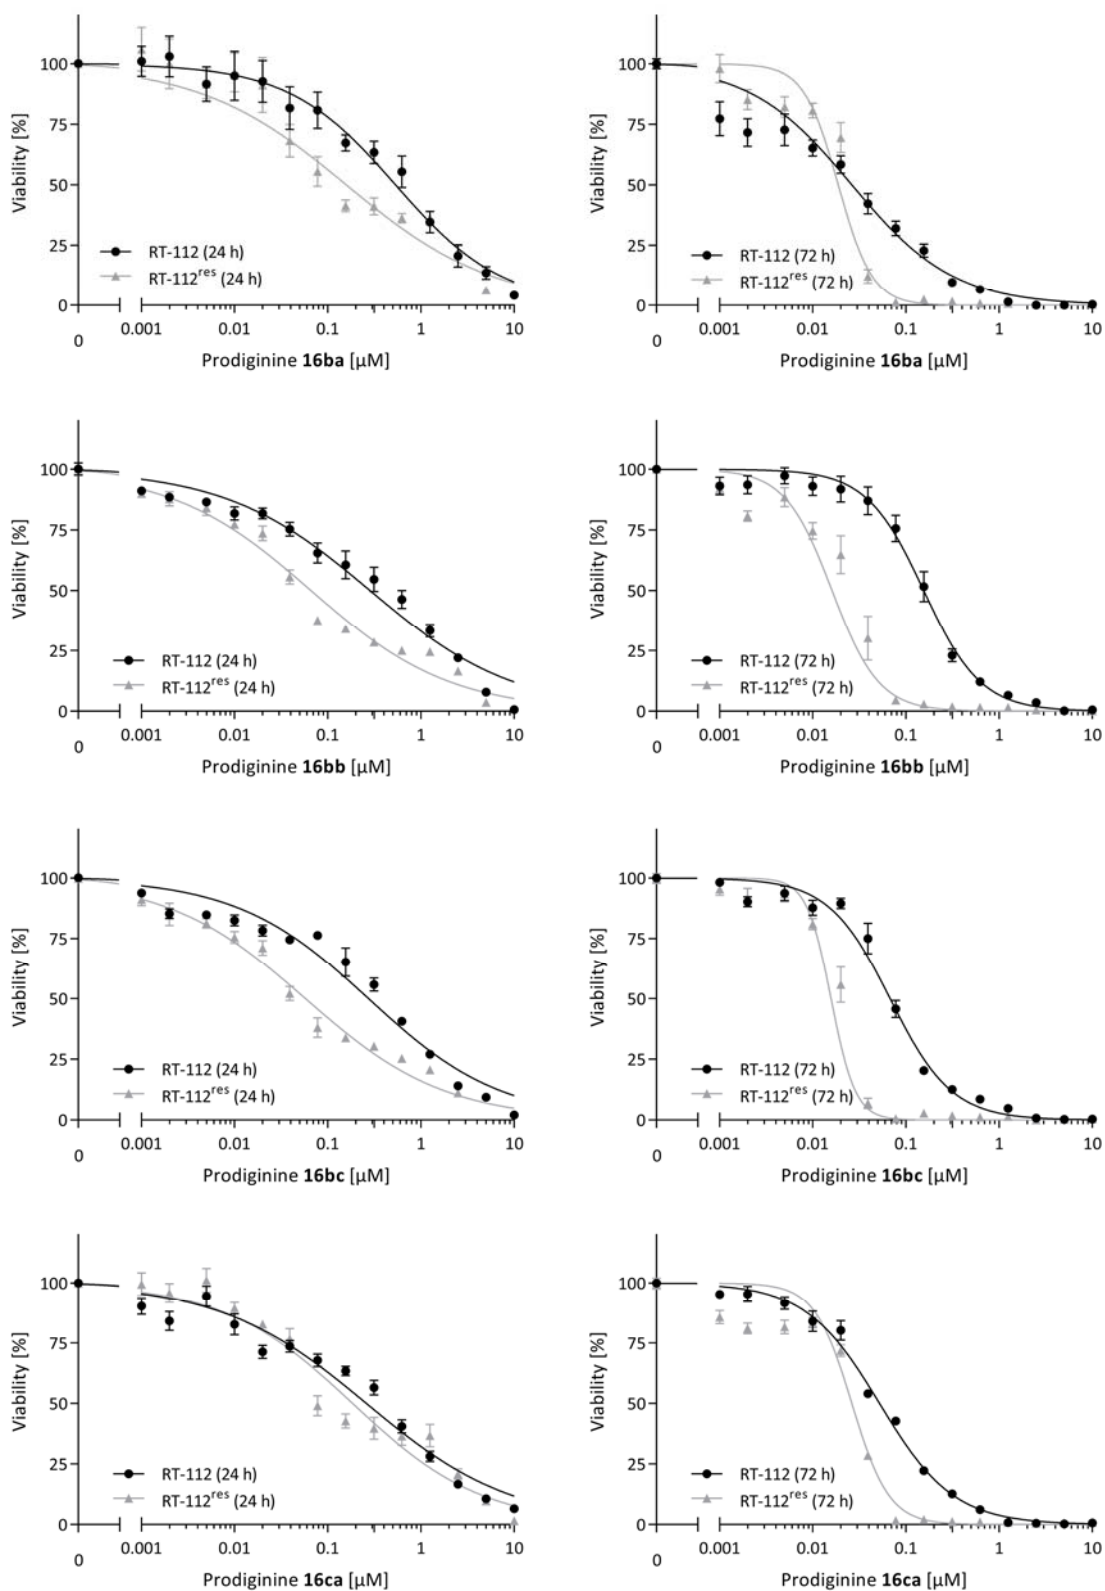 100
75
50
25
0
Viability [%]
RT-112 (24 h)
RT-112res (24 h)
0
0.001 0.01 0.1 1 10
Prodiginine 16ba [µM]
100
75
50
25
0
Viability [%]
RT-112 (72 h)
RT-112res (72 h)
0
0.001 0.01 0.1 1 10
Prodiginine 16ba [µM]
100
75
50
25
0
Viability [%]
RT-112 (24 h)
RT-112res (24 h)
0
0.001 0.01 0.1 1 10
Prodiginine 16bb [µM]
100
75
50
25
0
Viability [%]
RT-112 (72 h)
RT-112res (72 h)
0
0.001 0.01 0.1 1 10
Prodiginine 16bb [µM]
100
75
50
25
0
Viability [%]
RT-112 (24 h)
RT-112res (24 h)
0
0.001 0.01 0.1 1 10
Prodiginine 16bc [µM]
100
75
50
25
0
Viability [%]
RT-112 (72 h)
RT-112res (72 h)
0
0.001 0.01 0.1 1 10
Prodiginine 16bc [µM]
100
75
50
25
0
Viability [%]
RT-112 (24 h)
RT-112res (24 h)
0
0.001 0.01 0.1 1 10
Prodiginine 16ca [µM]
100
75
50
25
0
Viability [%]
RT-112 (72 h)
RT-112res (72 h)
0
0.001 0.01 0.1 1 10
Prodiginine 16ca [µM]